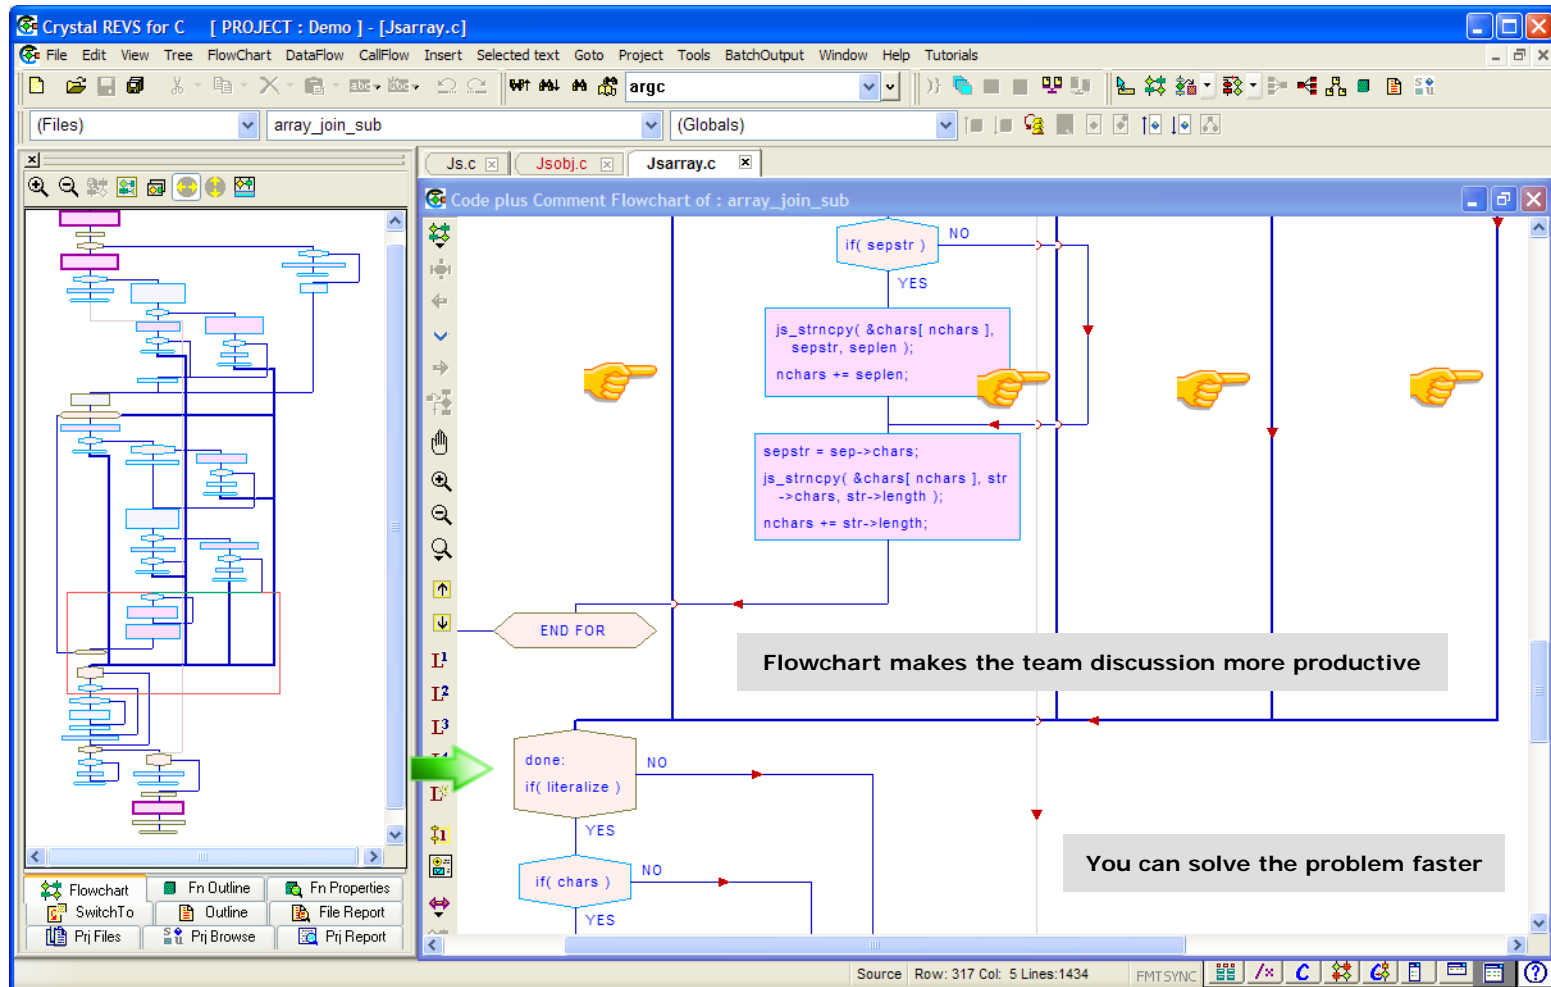 Crystal REVS for C [ PROJECT : Demo ] - [Jsarray.c]
File Edit View Tree FlowChart DataFlow CallFlow Insert Selected text Goto Project Tools BatchOutput Window Help Tutorials
argc
(Files) array_join_sub (Globals)
Js.c Jsobj.c Jsarray.c
Code plus Comment Flowchart of : array_join_sub
if( sepstr )
NO
YES
js_strncpy( &chars[ nchars ],
sepstr, seplen );
nchars += seplen;
sepstr = sep->chars;
js_strncpy( &chars[ nchars ], str
->chars, str->length );
nchars += str->length;
END FOR
Flowchart makes the team discussion more productive
done:
if( literalize )
NO
YES
You can solve the problem faster
if( chars )
NO
YES
L1
L2
L3
Flowchart Fn Outline Fn Properties
SwitchTo Outline File Report
Prj Files Prj Browse Prj Report
Source Row: 317 Col: 5 Lines:1434 FMT SYNC